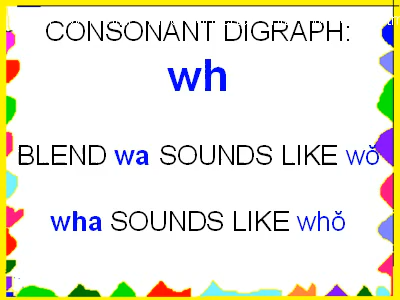 CONSONANT DIGRAPH:
wh
BLEND wa SOUNDS LIKE wŏ
wha SOUNDS LIKE whŏ